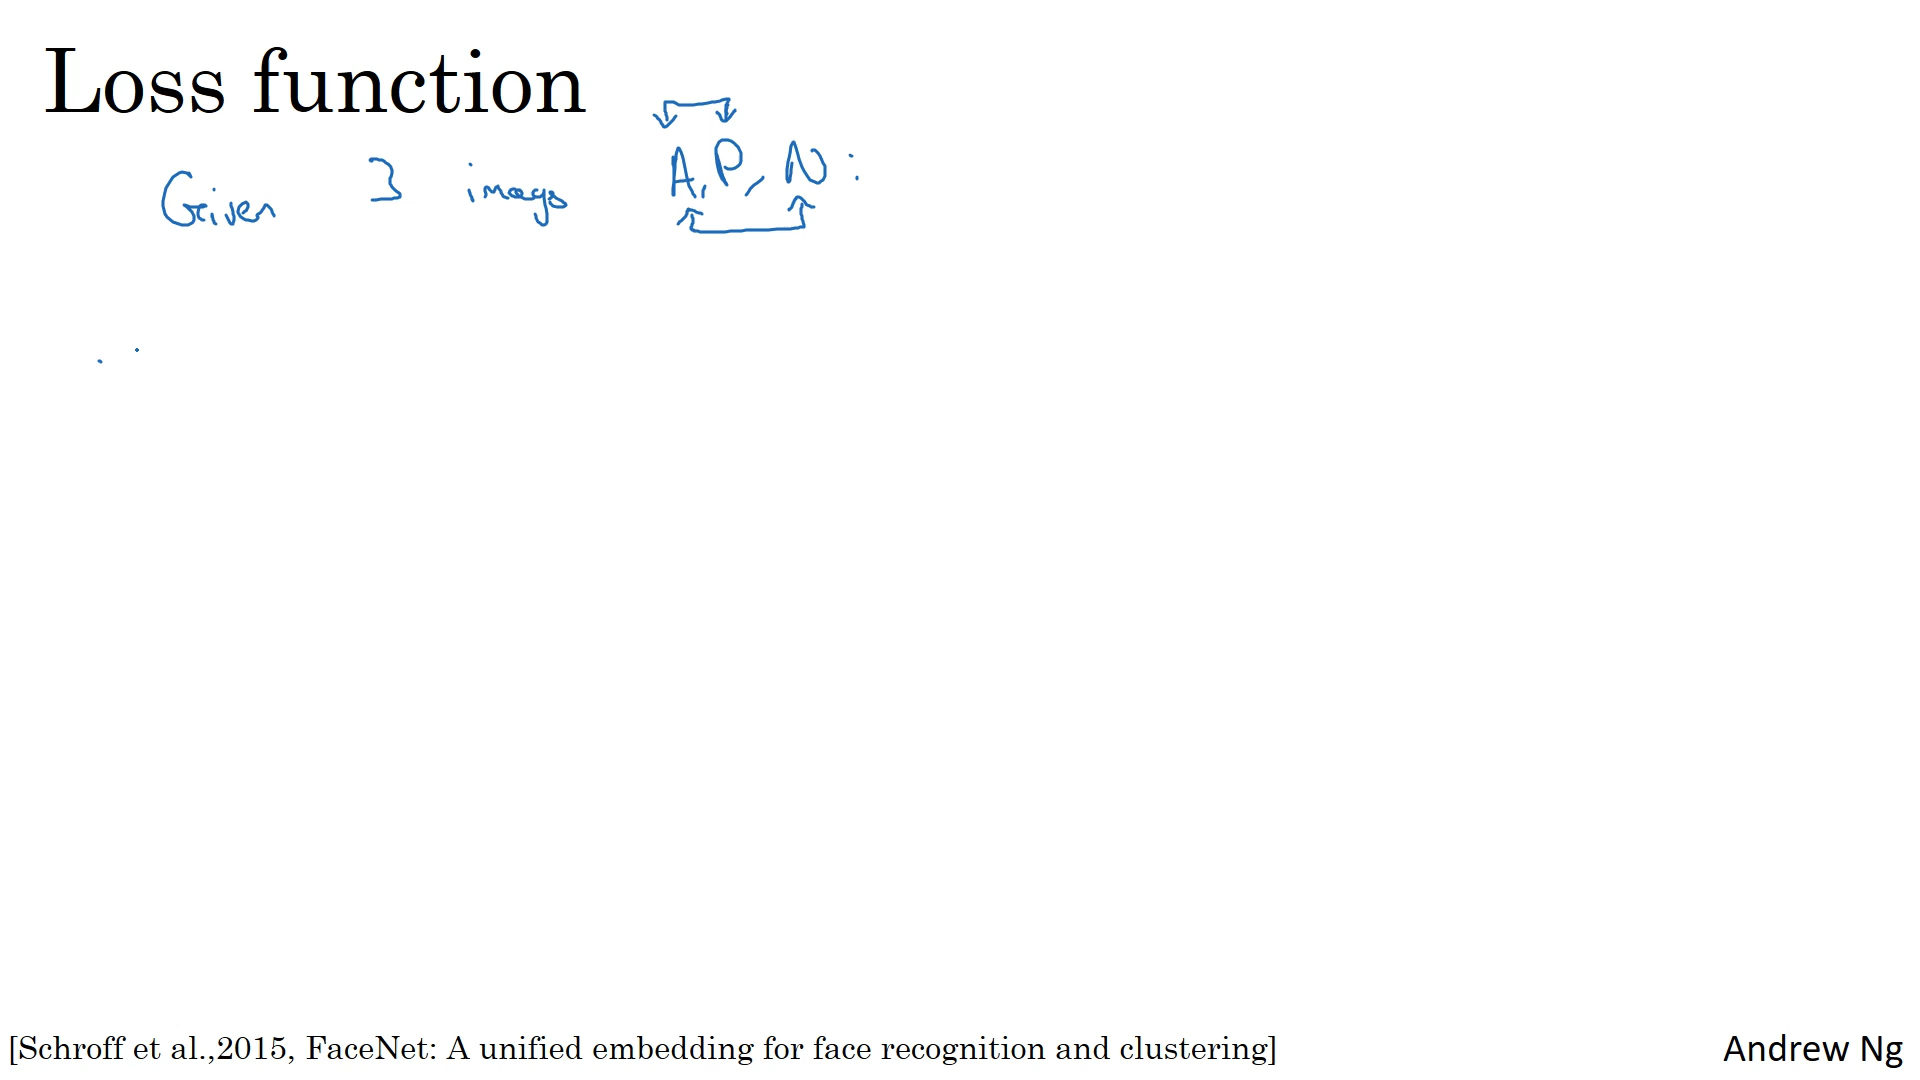 Loss function
Given 3 images A, P, N:
[Schroff et al.,2015, FaceNet: A unified embedding for face recognition and clustering]
Andrew Ng